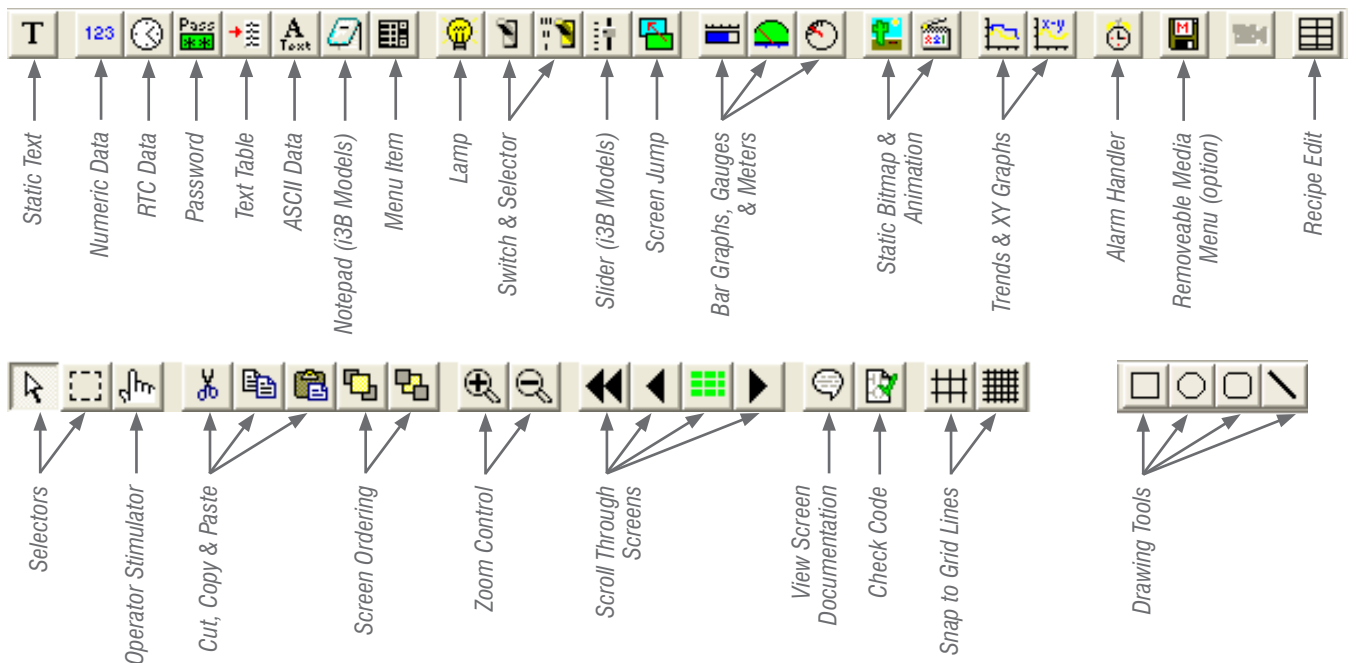 T
123
Pass
**** 
A
Text
x-y
M
Static Text
Numeric Data
RTC Data
Password
Text Table
ASCII Data
Notepad (i3B Models)
Menu Item
Lamp
Switch & Selector
Slider (i3B Models)
Screen Jump
Bar Graphs, Gauges
& Meters
Static Bitmap &
Animation
Trends & XY Graphs
Alarm Handler
Removeable Media
Menu (option)
Recipe Edit
Selectors
Operator Stimulator
Cut, Copy & Paste
Screen Ordering
Zoom Control
Scroll Through
Screens
View Screen
Documentation
Check Code
Snap to Grid Lines
Drawing Tools